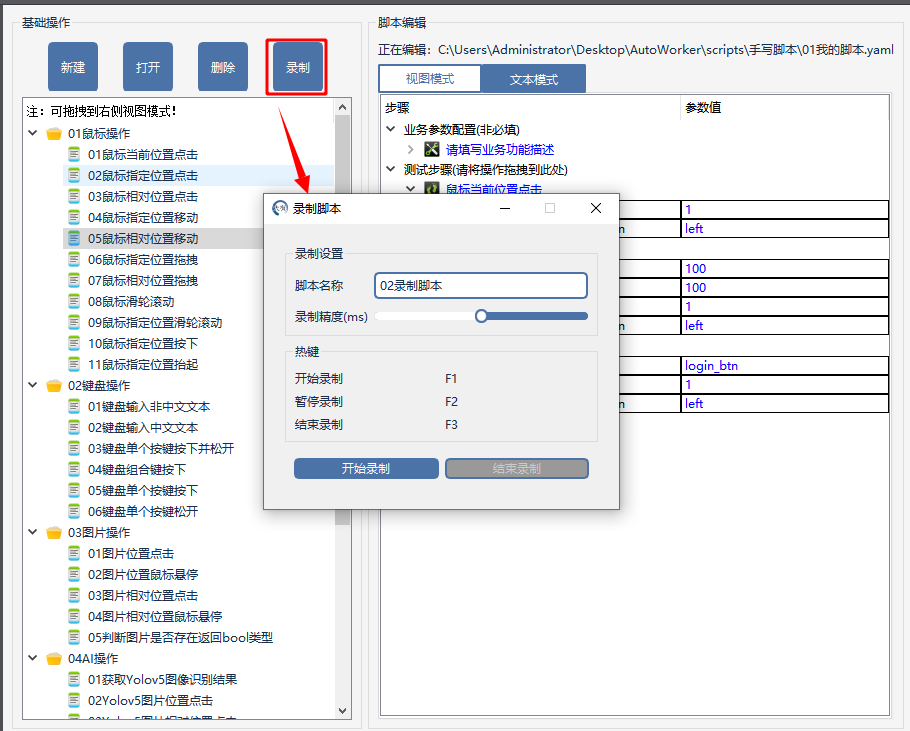 基础操作
新建
打开
删除
录制
注：可拖拽到右侧视图模式！
01鼠标操作
01鼠标当前位置点击
02鼠标指定位置点击
03鼠标相对位置点击
04鼠标指定位置移动
05鼠标相对位置移动
06鼠标指定位置拖拽
07鼠标相对位置拖拽
08鼠标滑轮滚动
09鼠标指定位置滑轮滚动
10鼠标指定位置按下
11鼠标指定位置抬起
02键盘操作
01键盘输入非中文文本
02键盘输入中文文本
03键盘单个按键按下并松开
04键盘组合键按下
05键盘单个按键按下
06键盘单个按键松开
03图片操作
01图片位置点击
02图片位置鼠标悬停
03图片相对位置点击
04图片相对位置鼠标悬停
05判断图片是否存在返回bool类型
04AI操作
01获取Yolov5图像识别结果
02Yolov5图片位置点击
03Yolov5图片相对位置点击
脚本编辑
正在编辑：C:\Users\Administrator\Desktop\AutoWorker\scripts\手写脚本\01我的脚本.yaml
视图模式
文本模式
步骤
参数值
业务参数配置(非必填)
请填写业务功能描述
测试步骤(请将操作拖拽到此处)
鼠标当前位置点击
1
n
left
100
100
1
n
left
login_btn
1
n
left
录制脚本
录制设置
脚本名称
02录制脚本
录制精度(ms)
热键
开始录制
F1
暂停录制
F2
结束录制
F3
开始录制
结束录制